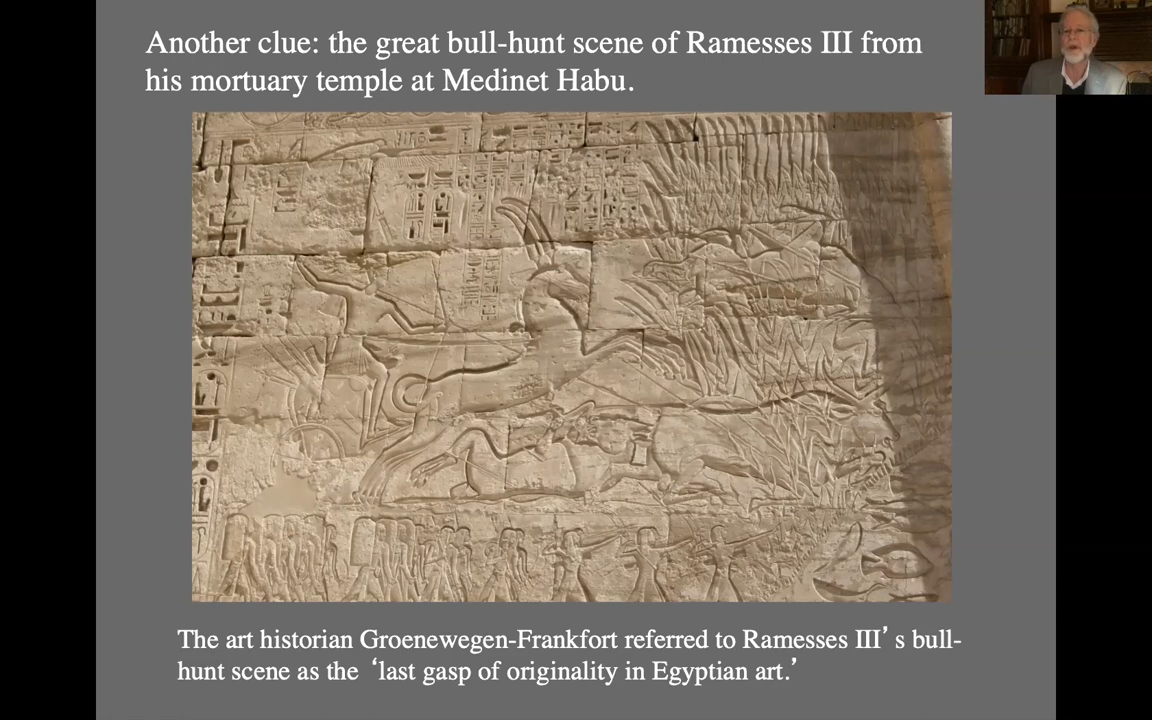 Another clue: the great bull-hunt scene of Ramesses III from
his mortuary temple at Medinet Habu.
The art historian Groenewegen-Frankfort referred to Ramesses III’s bull-
hunt scene as the ‘last gasp of originality in Egyptian art.’